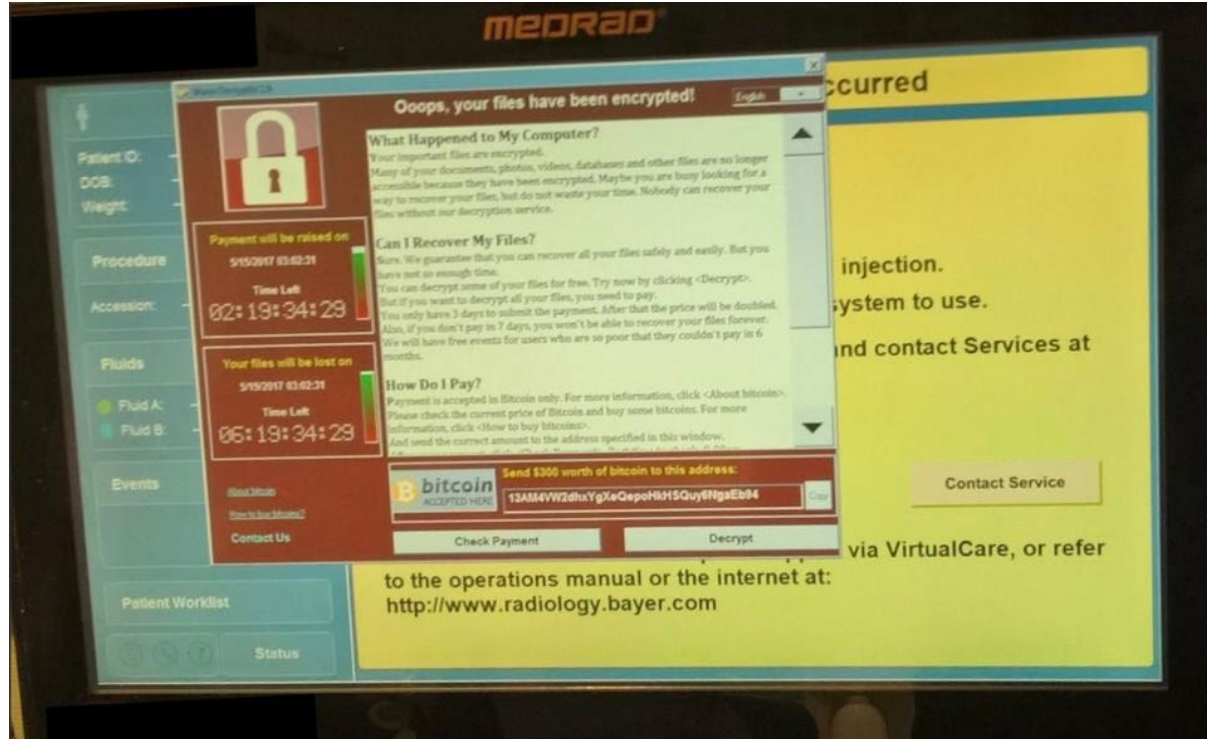 MEDRAD
ccurred
Patient ID:
DOB:
Weight:
Procedure
Accession:
Fluids
Fluid A:
Fluid B:
Events
Patient Worklist
Status
Ooops, your files have been encrypted!
English
What Happened to My Computer?
Your important files are encrypted.
Many of your documents, photos, videos, databases and other files are no longer
accessible because they have been encrypted. Maybe you are busy looking for a
way to recover your files, but do not waste your time. Nobody can recover your
files without our decryption service.
Can I Recover My Files?
Sure. We guarantee that you can recover all your files safely and easily. But you
have not so enough time.
You can decrypt some of your files for free. Try now by clicking <Decrypt>.
But if you want to decrypt all your files, you need to pay.
You only have 3 days to submit the payment. After that the price will be doubled.
Also, if you don't pay in 7 days, you won't be able to recover your files forever.
We will have free events for users who are so poor that they couldn't pay in 6
months.
How Do I Pay?
Payment is accepted in Bitcoin only. For more information, click <About bitcoin>.
Please check the current price of Bitcoin and buy some bitcoins. For more
information, click <How to buy bitcoins>.
And send the correct amount to the address specified in this window.
Payment will be raised on
5/15/2017 03:02:31
Time Left
02:19:34:29
Your files will be lost on
5/19/2017 03:02:31
Time Left
06:19:34:29
About bitcoin
How to buy bitcoins?
Contact Us
bitcoin
ACCEPTED HERE
Send $300 worth of bitcoin to this address:
13AM4VW2dhxYgXeQepoHkHSQuy6NgaEb94
Copy
Check Payment
Decrypt
injection.
system to use.
and contact Services at
Contact Service
via VirtualCare, or refer
to the operations manual or the internet at:
http://www.radiology.bayer.com